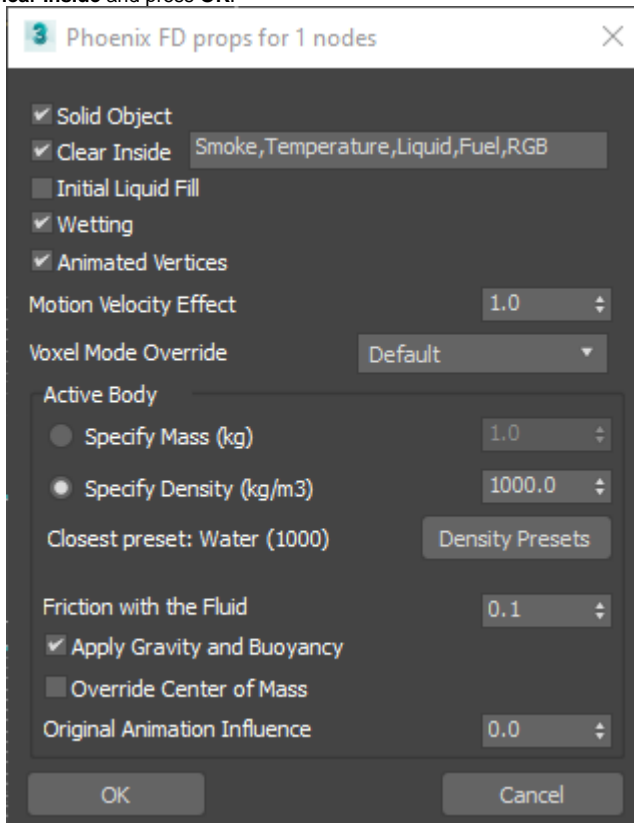 lear Inside and press OK.
3 Phoenix FD props for 1 nodes
Solid Object
Clear Inside Smoke,Temperature,Liquid,Fuel,RGB
Initial Liquid Fill
Wetting
Animated Vertices
Motion Velocity Effect 1.0
Voxel Mode Override Default
Active Body
Specify Mass (kg) 1.0
Specify Density (kg/m3) 1000.0
Closest preset: Water (1000) Density Presets
Friction with the Fluid 0.1
Apply Gravity and Buoyancy
Override Center of Mass
Original Animation Influence 0.0
OK Cancel